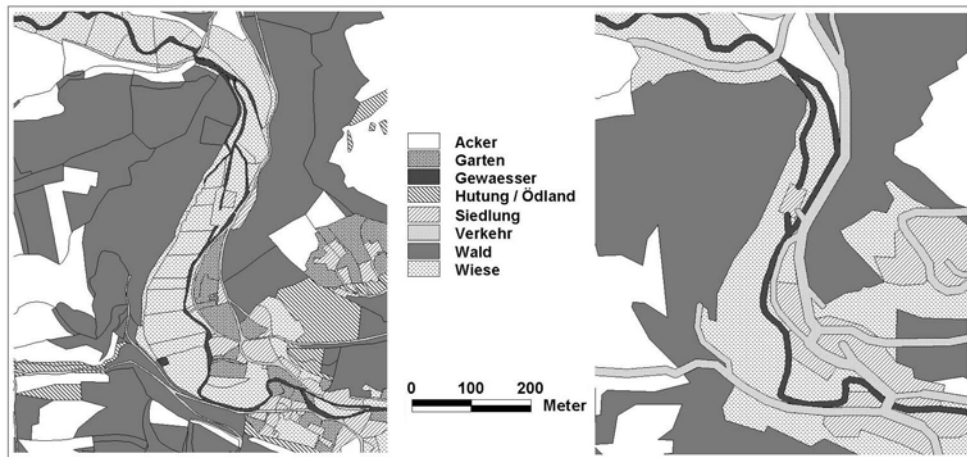 Acker
Garten
Gewaesser
Hutung / Ödland
Siedlung
Verkehr
Wald
Wiese
0 100 200
Meter